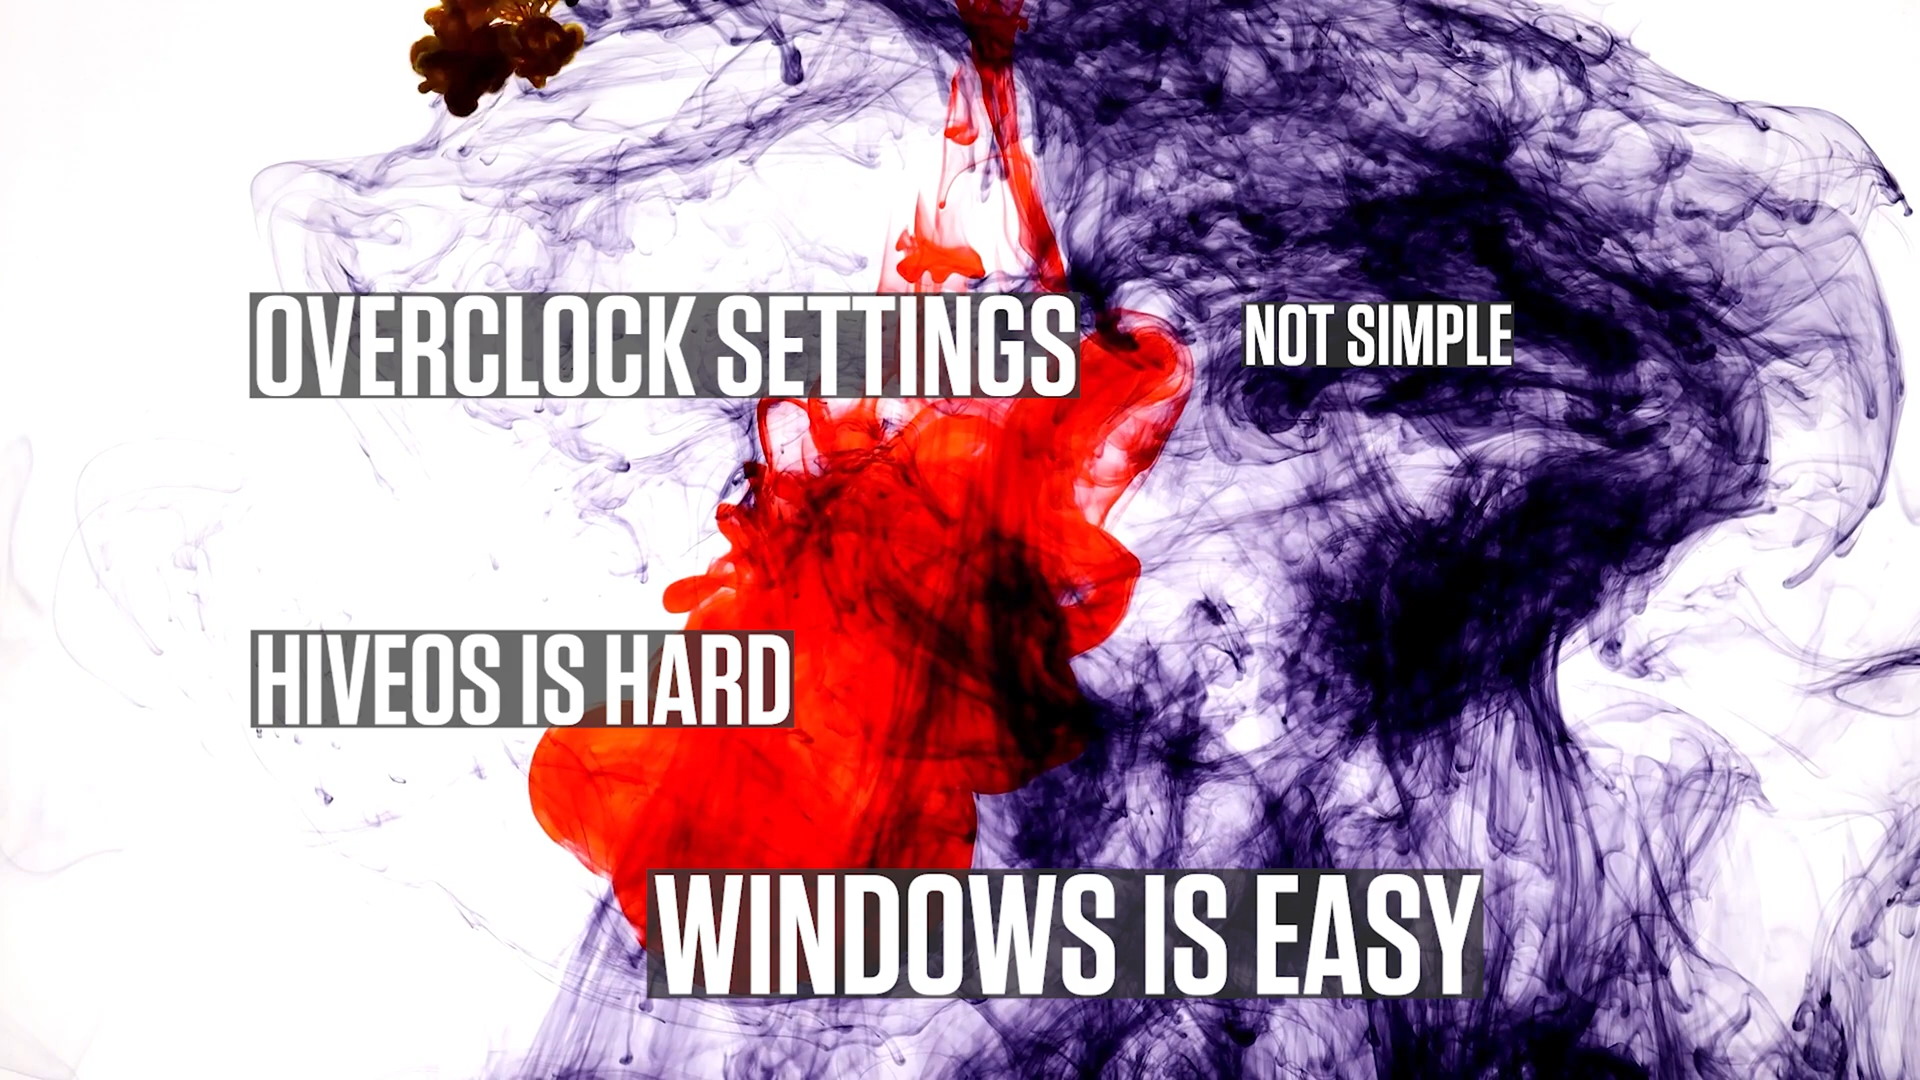 OVERCLOCK SETTINGS
NOT SIMPLE
HIVEOS IS HARD
WINDOWS IS EASY